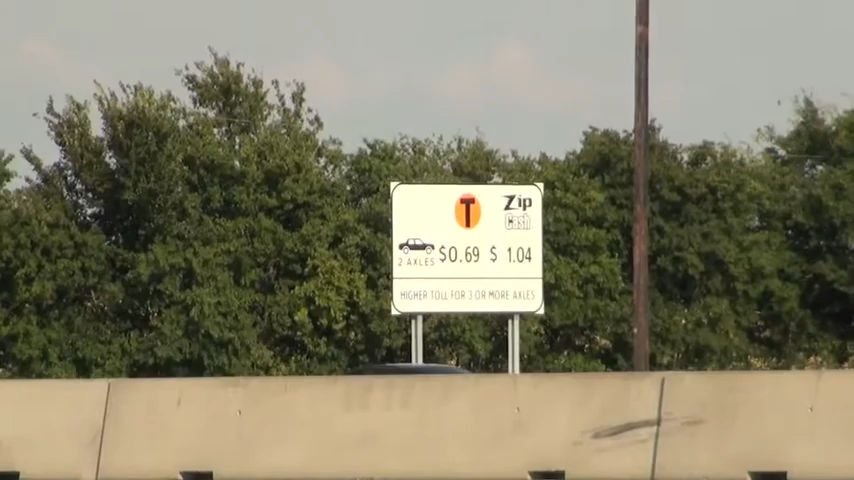 T Zip
Cash
2 AXLES $0.69 $ 1.04
HIGHER TOLL FOR 3 OR MORE AXLES